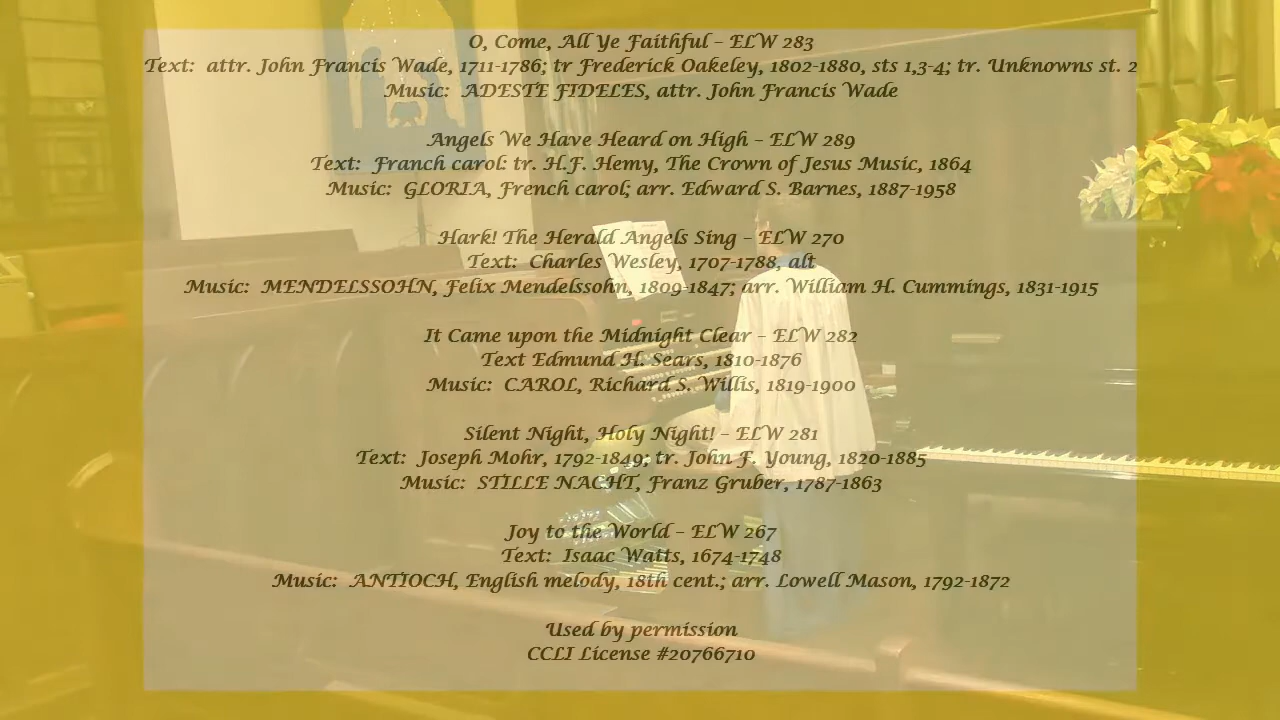 O, Come, All Ye Faithful – ELW 283
Text: attr. John Francis Wade, 1711-1786; tr Frederick Oakeley, 1802-1880, sts 1,3-4; tr. Unknowns st. 2
Music: ADESTE FIDELES, attr. John Francis Wade
Angels We Have Heard on High – ELW 289
Text: Franch carol: tr. H.F. Hemy, The Crown of Jesus Music, 1864
Music: GLORIA, French carol; arr. Edward S. Barnes, 1887-1958
Hark! The Herald Angels Sing – ELW 270
Text: Charles Wesley, 1707-1788, alt
Music: MENDELSSOHN, Felix Mendelssohn, 1809-1847; arr. William H. Cummings, 1831-1915
It Came upon the Midnight Clear – ELW 282
Text Edmund H. Sears, 1810-1876
Music: CAROL, Richard S. Willis, 1819-1900
Silent Night, Holy Night! – ELW 281
Text: Joseph Mohr, 1792-1849; tr. John F. Young, 1820-1885
Music: STILLE NACHT, Franz Gruber, 1787-1863
Joy to the World – ELW 267
Text: Isaac Watts, 1674-1748
Music: ANTIOCH, English melody, 18th cent.; arr. Lowell Mason, 1792-1872
Used by permission
CCLI License #20766710